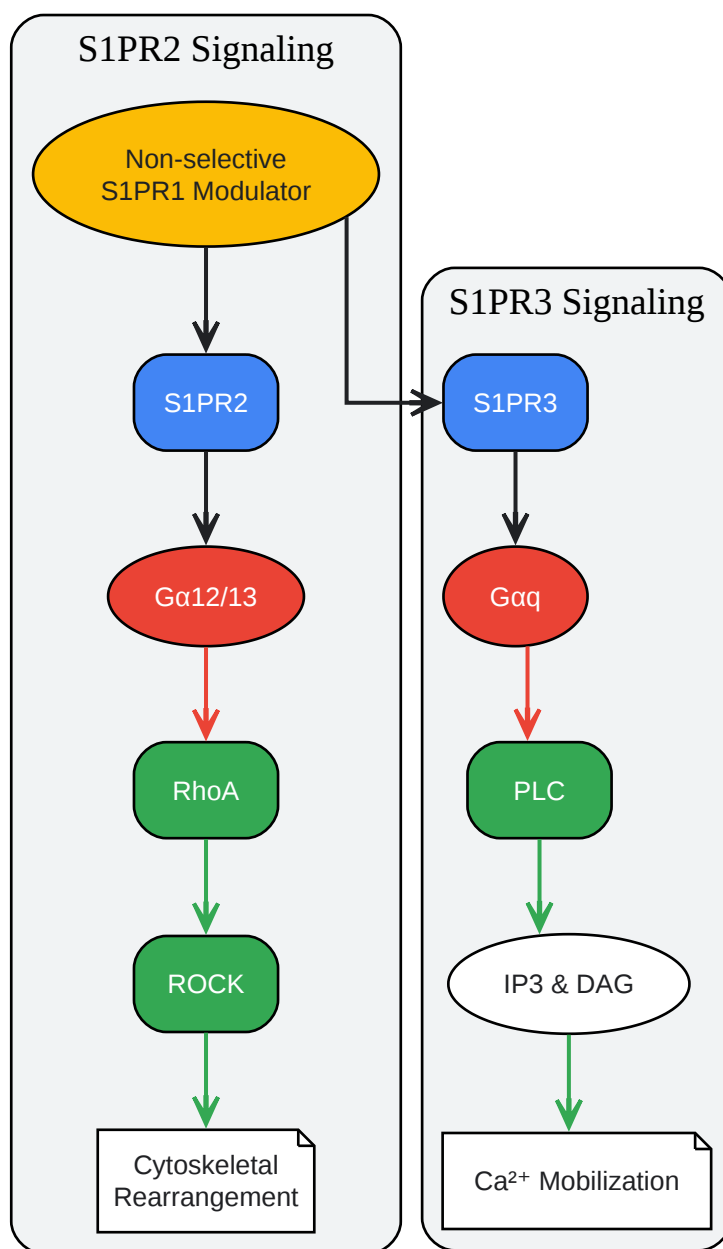 S1PR2 Signaling
Non-selective
S1PR1 Modulator
S1PR2
Gα12/13
RhoA
ROCK
Cytoskeletal
Rearrangement
S1PR3 Signaling
S1PR3
Gαq
PLC
IP3 & DAG
Ca²⁺ Mobilization